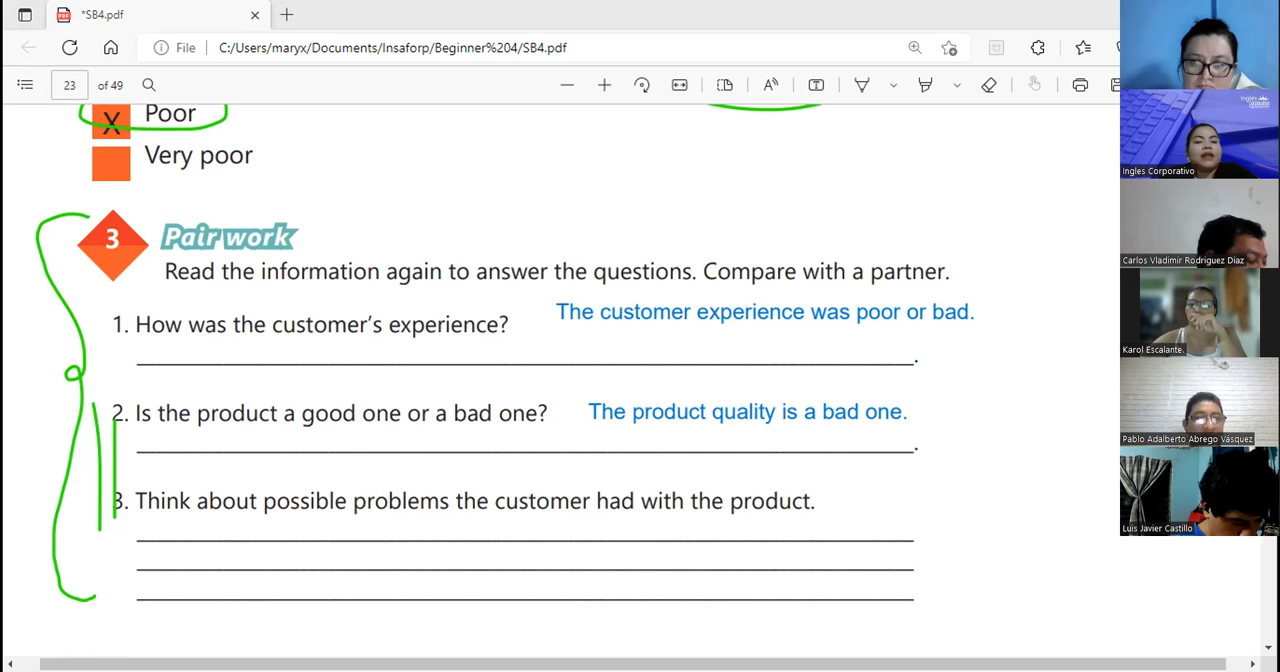 *SB4.pdf
File
C:/Users/maryx/Documents/Insaforp/Beginner%204/SB4.pdf
23 of 49
X Poor
Very poor
3 Pair work
Read the information again to answer the questions. Compare with a partner.
1. How was the customer's experience? The customer experience was poor or bad.
2. Is the product a good one or a bad one? The product quality is a bad one.
3. Think about possible problems the customer had with the product.
Ingles Corporativo
Carlos Vladimir Rodriguez Diaz
Karol Escalante.
Pablo Adalberto Abrego Vásquez
Luis Javier Castillo